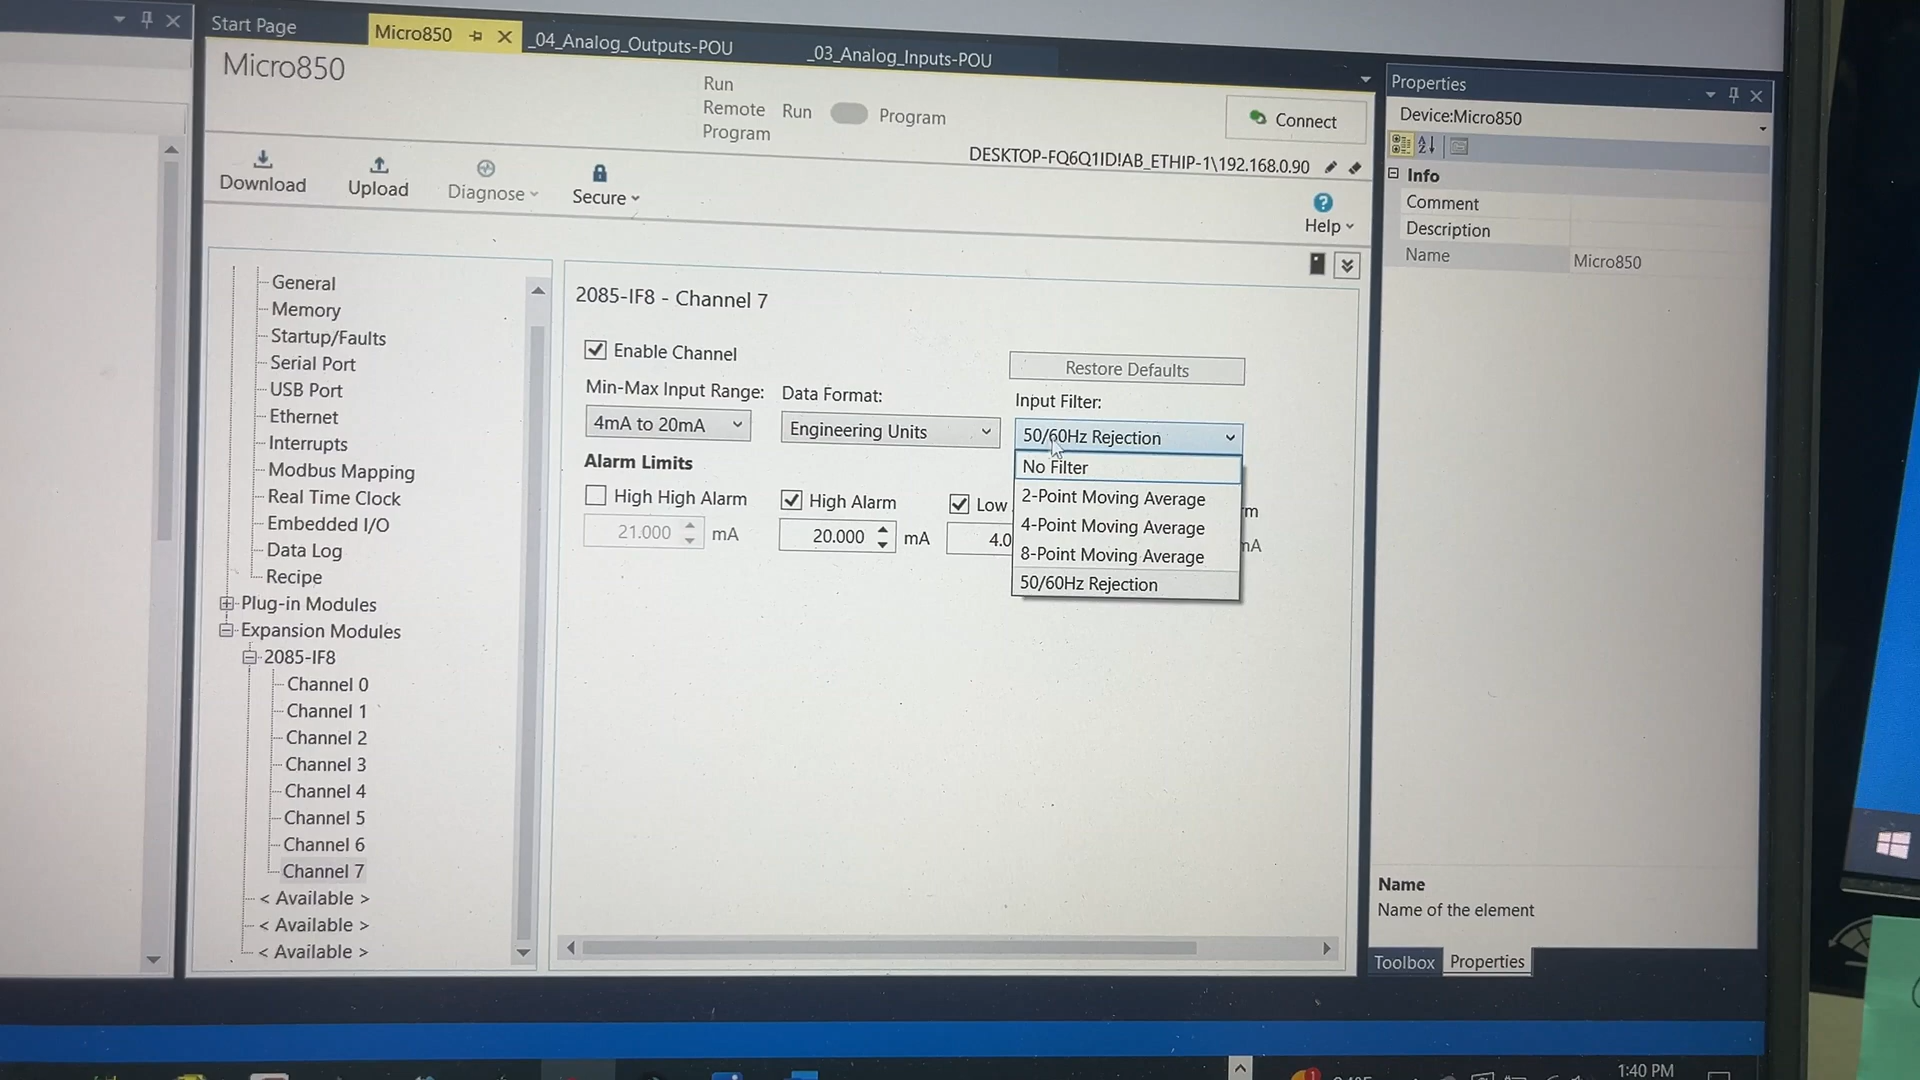 Start Page
Micro850
_04_Analog_Outputs-POU
_03_Analog_Inputs-POU
Micro850
Run
Remote
Program
Run
Program
Connect
DESKTOP-FQ6Q1ID!AB_ETHIP-1\192.168.0.90
Download
Upload
Diagnose
Secure
Help
General
Memory
Startup/Faults
Serial Port
USB Port
Ethernet
Interrupts
Modbus Mapping
Real Time Clock
Embedded I/O
Data Log
Recipe
Plug-in Modules
Expansion Modules
2085-IF8
Channel 0
Channel 1
Channel 2
Channel 3
Channel 4
Channel 5
Channel 6
Channel 7
< Available >
< Available >
< Available >
2085-IF8 - Channel 7
Enable Channel
Restore Defaults
Min-Max Input Range:
Data Format:
Input Filter:
4mA to 20mA
Engineering Units
50/60Hz Rejection
No Filter
2-Point Moving Average
4-Point Moving Average
8-Point Moving Average
50/60Hz Rejection
Alarm Limits
High High Alarm
High Alarm
Low
21.000
mA
20.000
mA
4.0
Properties
Device:Micro850
Info
Comment
Description
Name
Micro850
Name
Name of the element
Toolbox
Properties
1:40 PM